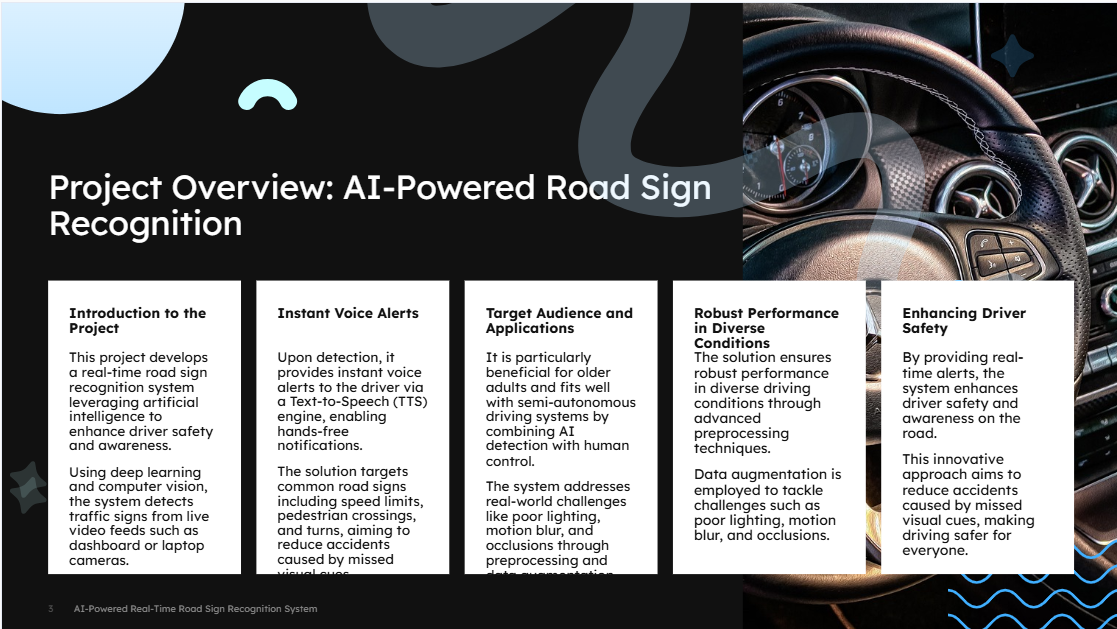 Project Overview: AI-Powered Road Sign
Recognition
Introduction to the
Project
This project develops
a real-time road sign
recognition system
leveraging artificial
intelligence to
enhance driver safety
and awareness.
Using deep learning
and computer vision,
the system detects
traffic signs from live
video feeds such as
dashboard or laptop
cameras.
Instant Voice Alerts
Upon detection, it
provides instant voice
alerts to the driver via
a Text-to-Speech (TTS)
engine, enabling
hands-free
notifications.
The solution targets
common road signs
including speed limits,
pedestrian crossings,
and turns, aiming to
reduce accidents
caused by missed
visual cues.
Target Audience and
Applications
It is particularly
beneficial for older
adults and fits well
with semi-autonomous
driving systems by
combining AI
detection with human
control.
The system addresses
real-world challenges
like poor lighting,
motion blur, and
occlusions through
preprocessing and
data augmentation.
Robust Performance
in Diverse
Conditions
The solution ensures
robust performance
in diverse driving
conditions through
advanced
preprocessing
techniques.
Data augmentation is
employed to tackle
challenges such as
poor lighting, motion
blur, and occlusions.
Enhancing Driver
Safety
By providing real-
time alerts, the
system enhances
driver safety and
awareness on the
road.
This innovative
approach aims to
reduce accidents
caused by missed
visual cues, making
driving safer for
everyone.
3 AI-Powered Real-Time Road Sign Recognition System